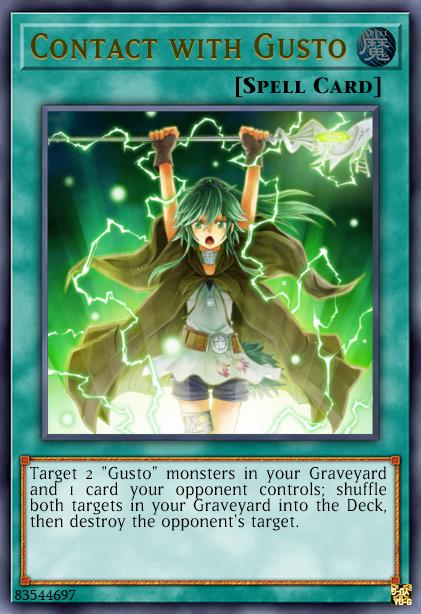 Contact with Gusto 魔
[Spell Card]
Target 2 "Gusto" monsters in your Graveyard
and 1 card your opponent controls; shuffle
both targets in your Graveyard into the Deck,
then destroy the opponent's target.
83544697